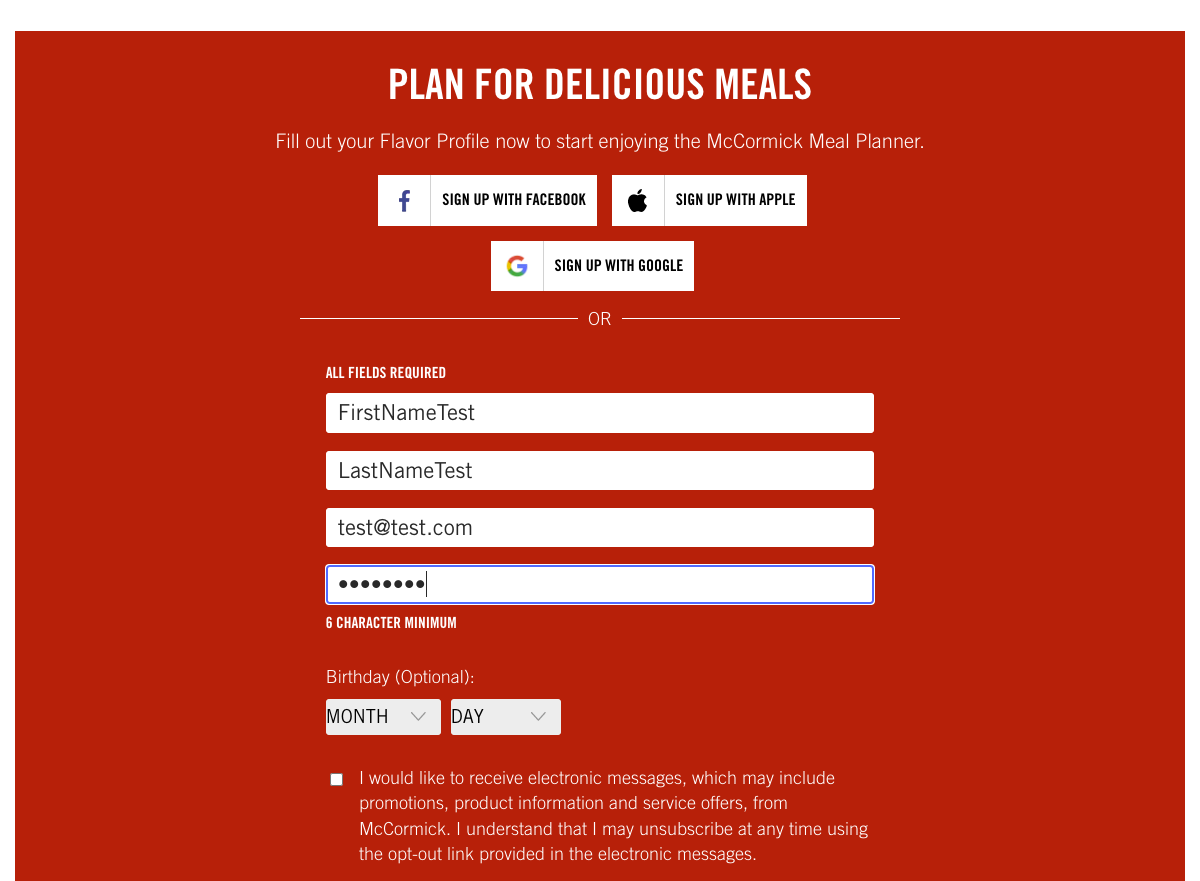 PLAN FOR DELICIOUS MEALS
Fill out your Flavor Profile now to start enjoying the McCormick Meal Planner.
SIGN UP WITH FACEBOOK
SIGN UP WITH APPLE
SIGN UP WITH GOOGLE
OR
ALL FIELDS REQUIRED
FirstNameTest
LastNameTest
test@test.com
••••••••
6 CHARACTER MINIMUM
Birthday (Optional):
MONTH
DAY
I would like to receive electronic messages, which may include
promotions, product information and service offers, from
McCormick. I understand that I may unsubscribe at any time using
the opt-out link provided in the electronic messages.